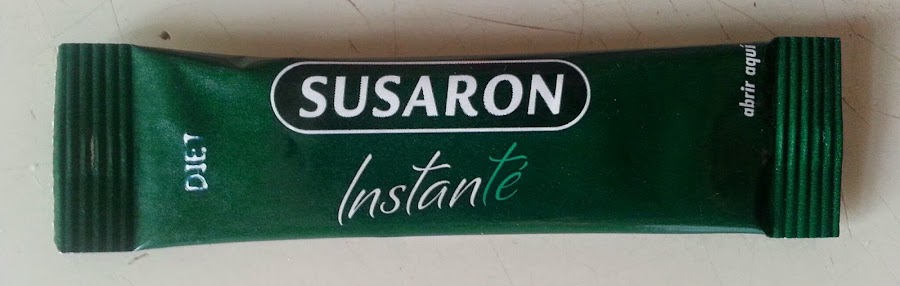 SUSARON
Instanté
DIET
abrir aquí